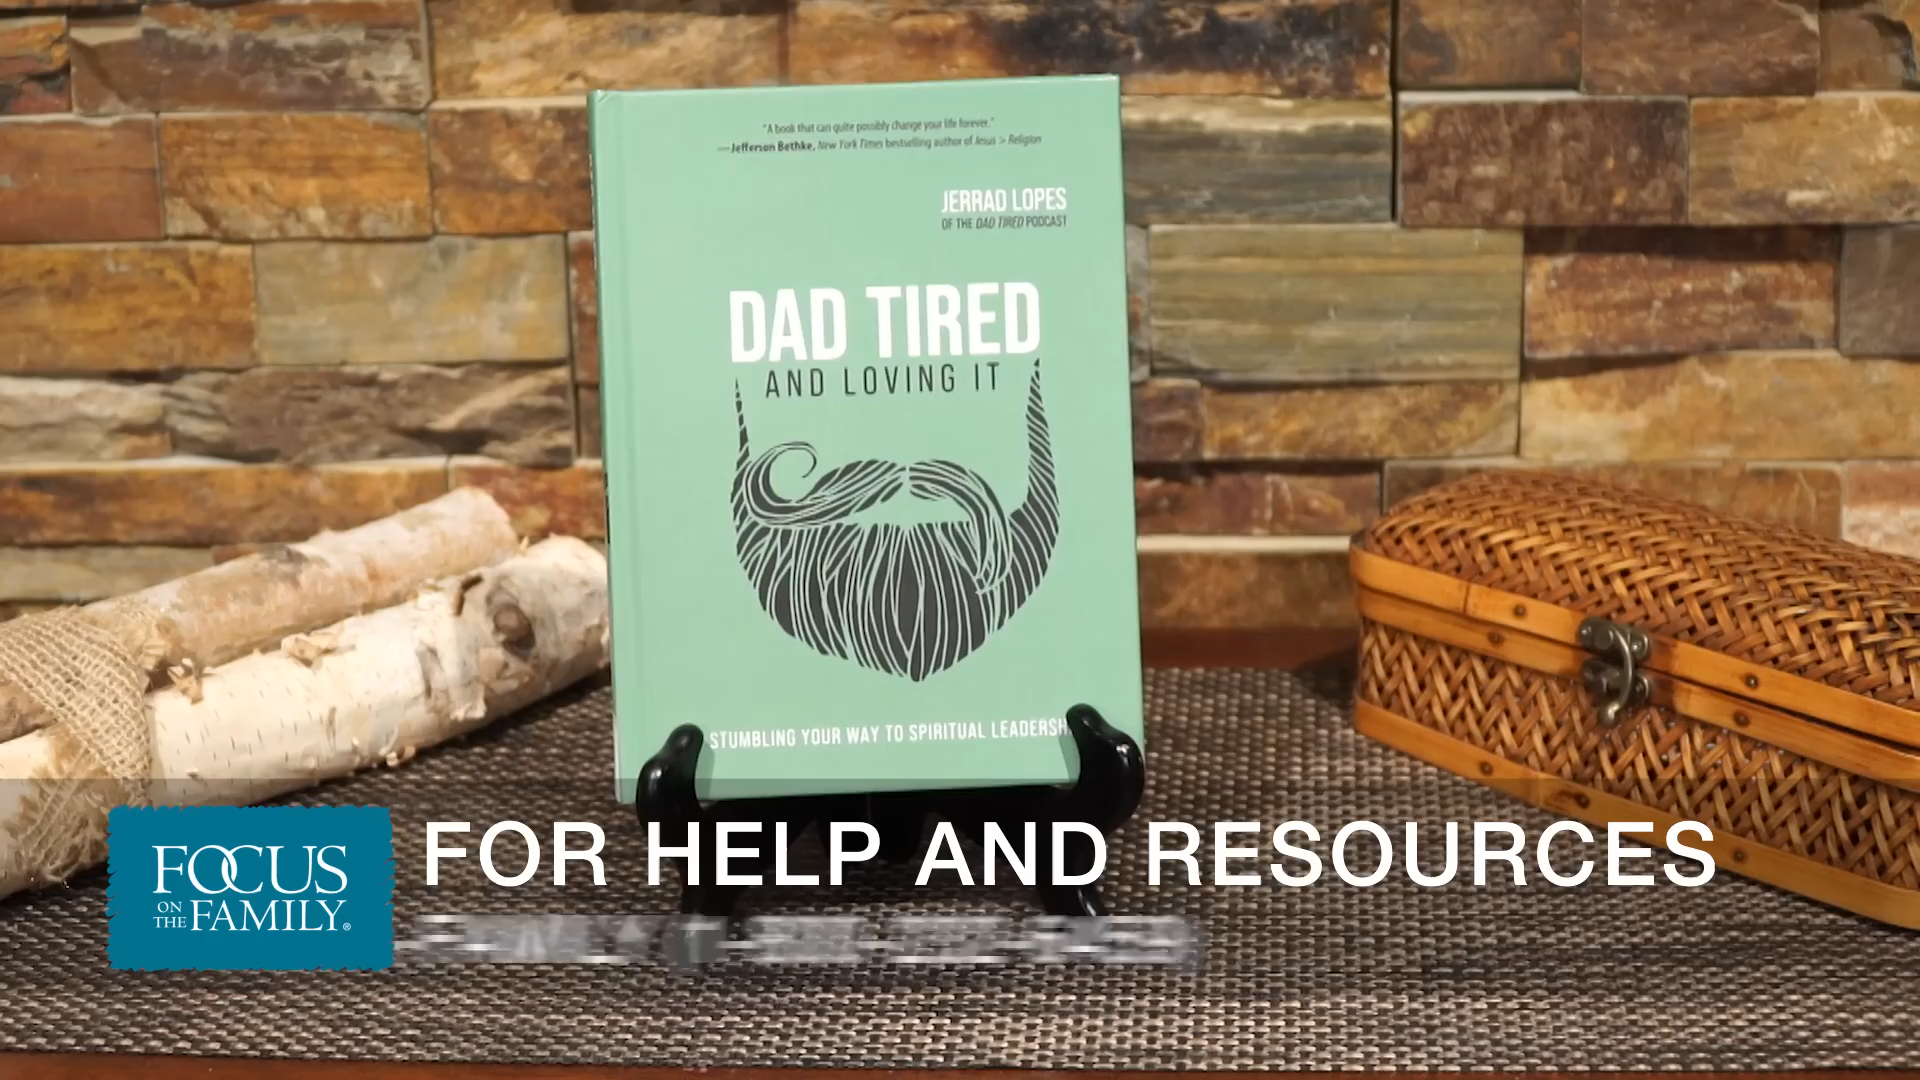 "A book that can quite possibly change your life forever."
—Jefferson Bethke, New York Times bestselling author of Jesus > Religion
JERRAD LOPES
OF THE DAD TIRED PODCAST
DAD TIRED
AND LOVING IT
STUMBLING YOUR WAY TO SPIRITUAL
FOCUS
ON THE FAMILY®
FOR HELP AND RESOURCES